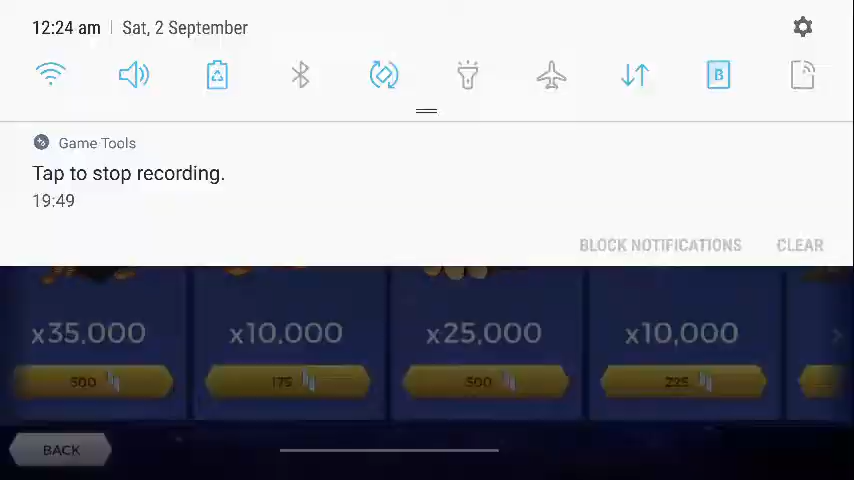 12:24 am | Sat, 2 September
B
Game Tools
Tap to stop recording.
19:49
BLOCK NOTIFICATIONS CLEAR
x35,000 x10,000 x25,000 x10,000
500 175 500 225
BACK